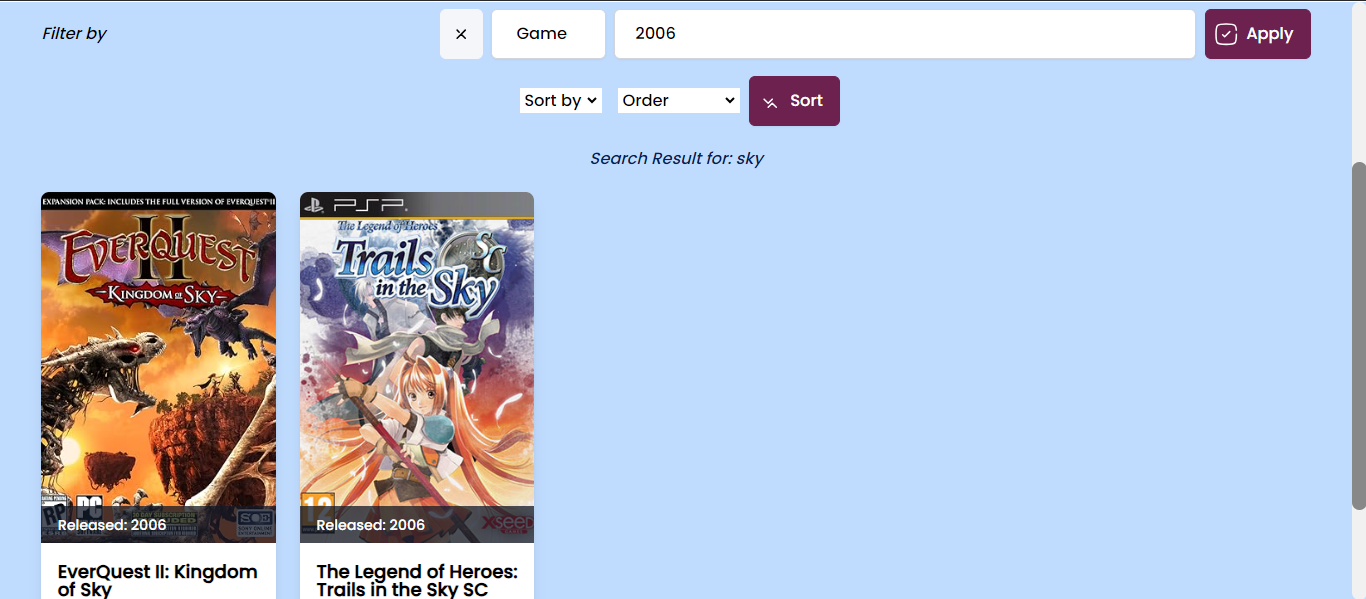 Filter by
Game
2006
Apply
Sort by
Order
Sort
Search Result for: sky
EXPANSION PACK: INCLUDES THE FULL VERSION OF EVERQUEST II
EVERQUEST
II
KINGDOM OF SKY
PC
Released: 2006
EverQuest II: Kingdom
of Sky
PSP
The Legend of Heroes
Trails
in the Sky
SC
12
XSEED
Released: 2006
The Legend of Heroes:
Trails in the Sky SC